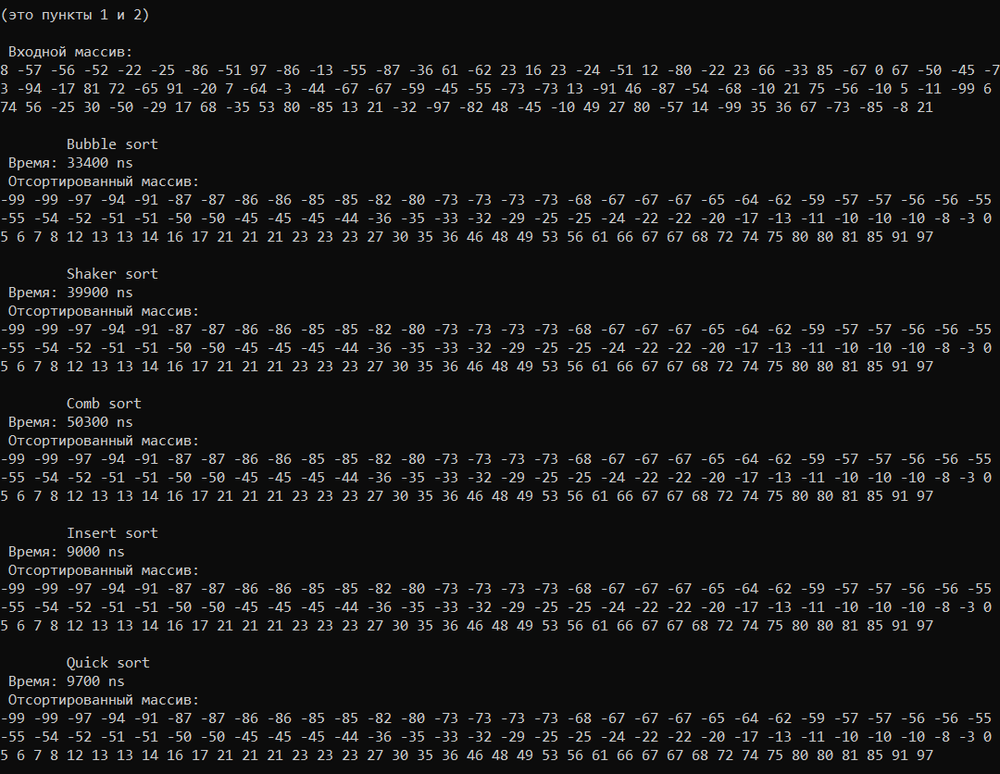 (это пункты 1 и 2)
Входной массив:
8 -57 -56 -52 -22 -25 -86 -51 97 -86 -13 -55 -87 -36 61 -62 23 16 23 -24 -51 12 -80 -22 23 66 -33 85 -67 0 67 -50 -45 -7
3 -94 -17 81 72 -65 91 -20 7 -64 -3 -44 -67 -67 -59 -45 -55 -73 -73 13 -91 46 -87 -54 -68 -10 21 75 -56 -10 5 -11 -99 6
74 56 -25 30 -50 -29 17 68 -35 53 80 -85 13 21 -32 -97 -82 48 -45 -10 49 27 80 -57 14 -99 35 36 67 -73 -85 -8 21
Bubble sort
Время: 33400 ns
Отсортированный массив:
-99 -99 -97 -94 -91 -87 -87 -86 -86 -85 -85 -82 -80 -73 -73 -73 -73 -68 -67 -67 -67 -65 -64 -62 -59 -57 -57 -56 -56 -55
-55 -54 -52 -51 -51 -50 -50 -45 -45 -45 -44 -36 -35 -33 -32 -29 -25 -25 -24 -22 -22 -20 -17 -13 -11 -10 -10 -10 -8 -3 0
5 6 7 8 12 13 13 14 16 17 21 21 21 23 23 23 27 30 35 36 46 48 49 53 56 61 66 67 67 68 72 74 75 80 80 81 85 91 97
Shaker sort
Время: 39900 ns
Отсортированный массив:
-99 -99 -97 -94 -91 -87 -87 -86 -86 -85 -85 -82 -80 -73 -73 -73 -73 -68 -67 -67 -67 -65 -64 -62 -59 -57 -57 -56 -56 -55
-55 -54 -52 -51 -51 -50 -50 -45 -45 -45 -44 -36 -35 -33 -32 -29 -25 -25 -24 -22 -22 -20 -17 -13 -11 -10 -10 -10 -8 -3 0
5 6 7 8 12 13 13 14 16 17 21 21 21 23 23 23 27 30 35 36 46 48 49 53 56 61 66 67 67 68 72 74 75 80 80 81 85 91 97
Comb sort
Время: 50300 ns
Отсортированный массив:
-99 -99 -97 -94 -91 -87 -87 -86 -86 -85 -85 -82 -80 -73 -73 -73 -73 -68 -67 -67 -67 -65 -64 -62 -59 -57 -57 -56 -56 -55
-55 -54 -52 -51 -51 -50 -50 -45 -45 -45 -44 -36 -35 -33 -32 -29 -25 -25 -24 -22 -22 -20 -17 -13 -11 -10 -10 -10 -8 -3 0
5 6 7 8 12 13 13 14 16 17 21 21 21 23 23 23 27 30 35 36 46 48 49 53 56 61 66 67 67 68 72 74 75 80 80 81 85 91 97
Insert sort
Время: 9000 ns
Отсортированный массив:
-99 -99 -97 -94 -91 -87 -87 -86 -86 -85 -85 -82 -80 -73 -73 -73 -73 -68 -67 -67 -67 -65 -64 -62 -59 -57 -57 -56 -56 -55
-55 -54 -52 -51 -51 -50 -50 -45 -45 -45 -44 -36 -35 -33 -32 -29 -25 -25 -24 -22 -22 -20 -17 -13 -11 -10 -10 -10 -8 -3 0
5 6 7 8 12 13 13 14 16 17 21 21 21 23 23 23 27 30 35 36 46 48 49 53 56 61 66 67 67 68 72 74 75 80 80 81 85 91 97
Quick sort
Время: 9700 ns
Отсортированный массив:
-99 -99 -97 -94 -91 -87 -87 -86 -86 -85 -85 -82 -80 -73 -73 -73 -73 -68 -67 -67 -67 -65 -64 -62 -59 -57 -57 -56 -56 -55
-55 -54 -52 -51 -51 -50 -50 -45 -45 -45 -44 -36 -35 -33 -32 -29 -25 -25 -24 -22 -22 -20 -17 -13 -11 -10 -10 -10 -8 -3 0
5 6 7 8 12 13 13 14 16 17 21 21 21 23 23 23 27 30 35 36 46 48 49 53 56 61 66 67 67 68 72 74 75 80 80 81 85 91 97